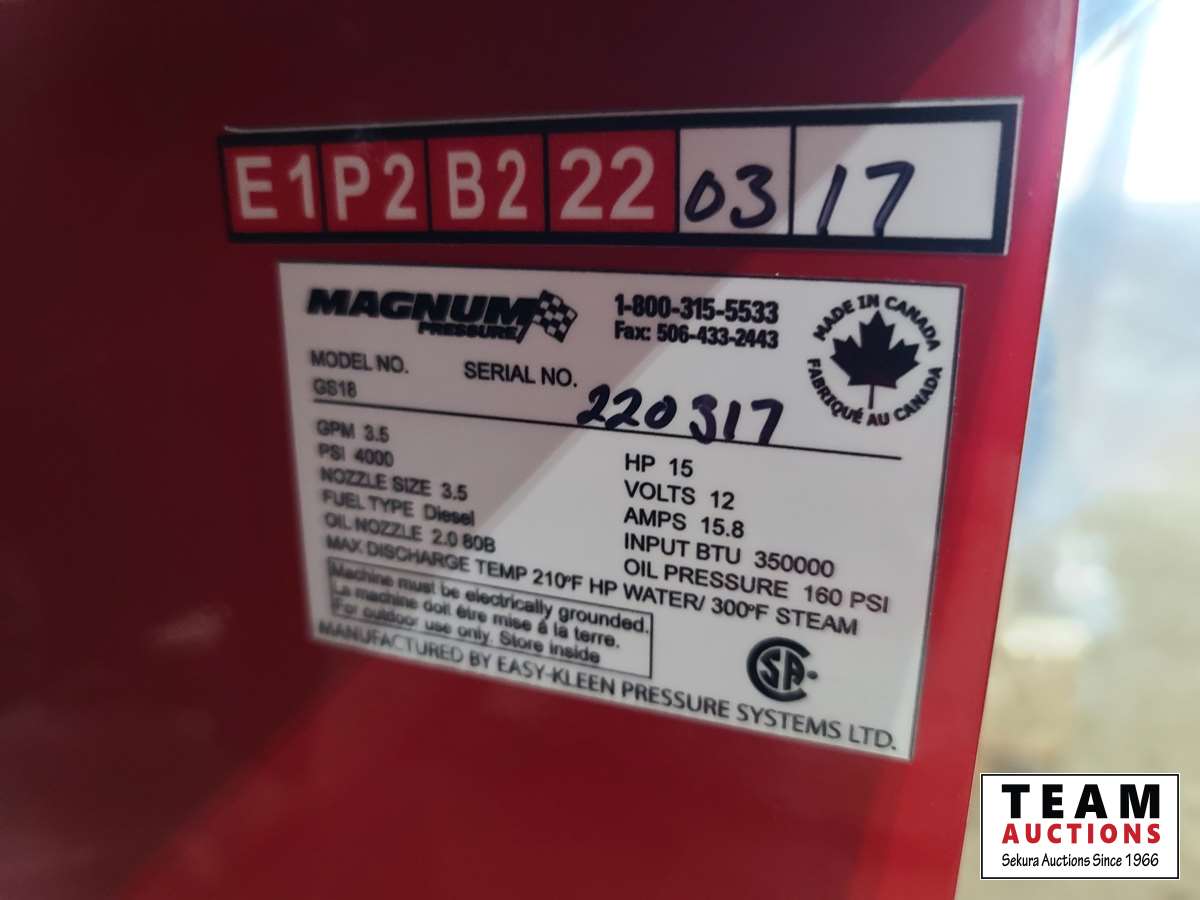 E1 P2 B2 22 03 17
MAGNUM
PRESSURE
1-800-315-5533
Fax: 506-433-2443
MADE IN CANADA
FABRIQUÉ AU CANADA
MODEL NO.
GS18
SERIAL NO.
220317
GPM 3.5
PSI 4000
NOZZLE SIZE 3.5
FUEL TYPE Diesel
OIL NOZZLE 2.0 80B
HP 15
VOLTS 12
AMPS 15.8
INPUT BTU 350000
OIL PRESSURE 160 PSI
MAX DISCHARGE TEMP 210°F HP WATER/ 300°F STEAM
Machine must be electrically grounded.
La machine doit être mise á la terre.
For outdoor use only. Store inside
MANUFACTURED BY EASY-KLEEN PRESSURE SYSTEMS LTD.
TEAM
AUCTIONS
Sekura Auctions Since 1966